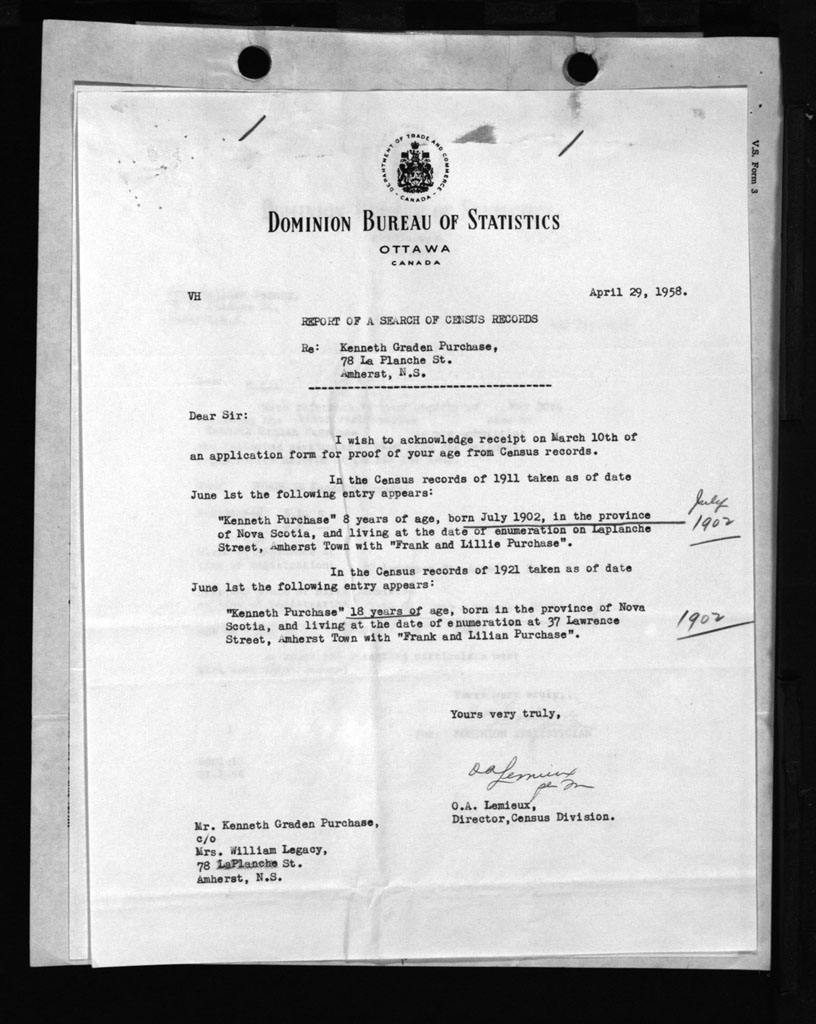 DEPARTMENT OF TRADE AND COMMERCE
- CANADA -
V.S. Form 3
DOMINION BUREAU OF STATISTICS
OTTAWA
CANADA
VH
April 29, 1958.
REPORT OF A SEARCH OF CENSUS RECORDS
Re: Kenneth Graden Purchase,
78 La Planche St.
Amherst, N.S.
Dear Sir:
I wish to acknowledge receipt on March 10th of
an application form for proof of your age from Census records.
In the Census records of 1911 taken as of date
June 1st the following entry appears:
"Kenneth Purchase" 8 years of age, born July 1902, in the province
of Nova Scotia, and living at the date of enumeration on Laplanche
Street, Amherst Town with "Frank and Lillie Purchase".
July
1902
In the Census records of 1921 taken as of date
June 1st the following entry appears:
"Kenneth Purchase" 18 years of age, born in the province of Nova
Scotia, and living at the date of enumeration at 37 Lawrence
Street, Amherst Town with "Frank and Lilian Purchase".
1902
Yours very truly,
OA Lemieux
per
O.A. Lemieux,
Director,Census Division.
Mr. Kenneth Graden Purchase,
c/o
Mrs. William Legacy,
78 LaPlanche St.
Amherst, N.S.